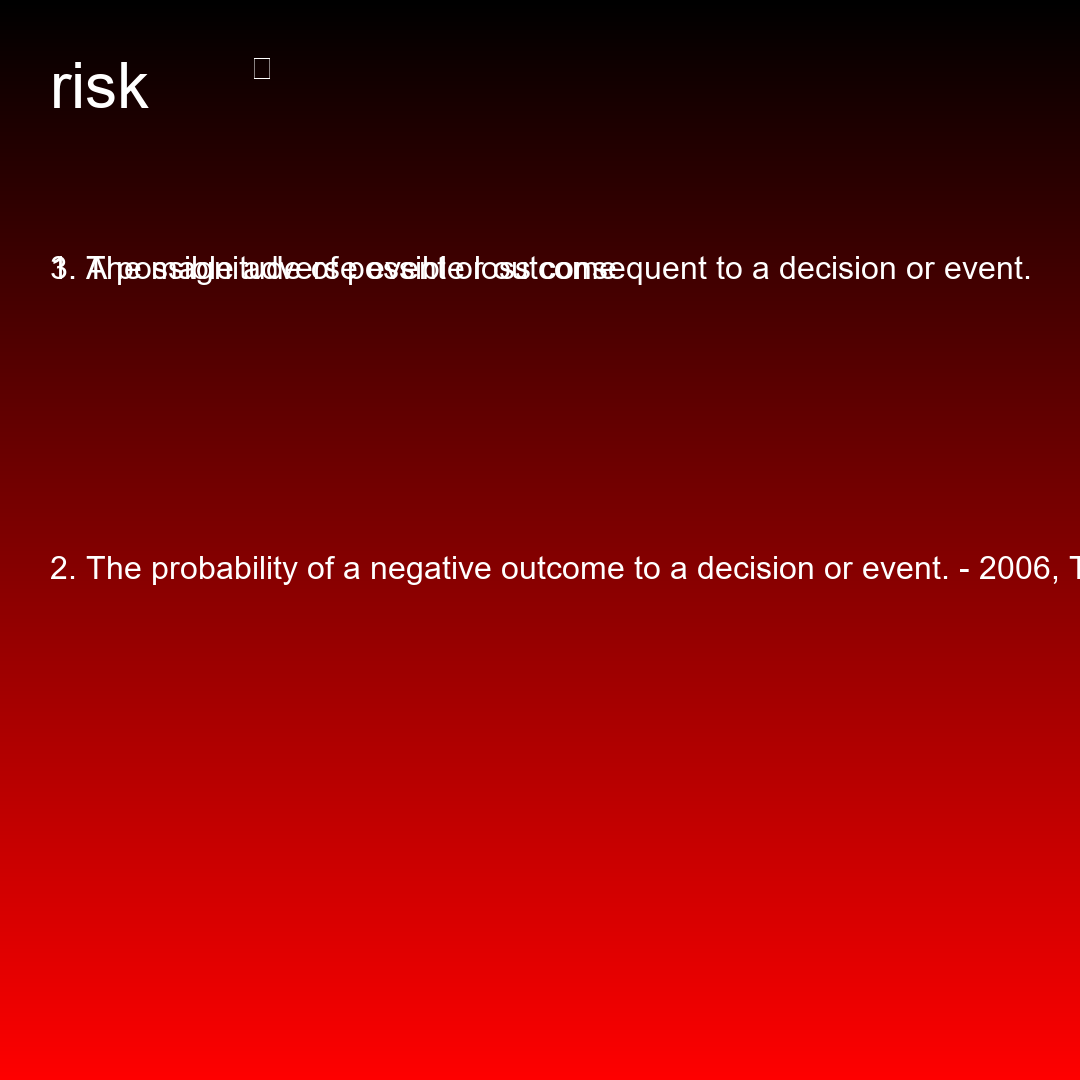 risk
1. A possible adverse event or outcome
3. The magnitude of possible loss consequent to a decision or event.
2. The probability of a negative outcome to a decision or event. - 2006, T